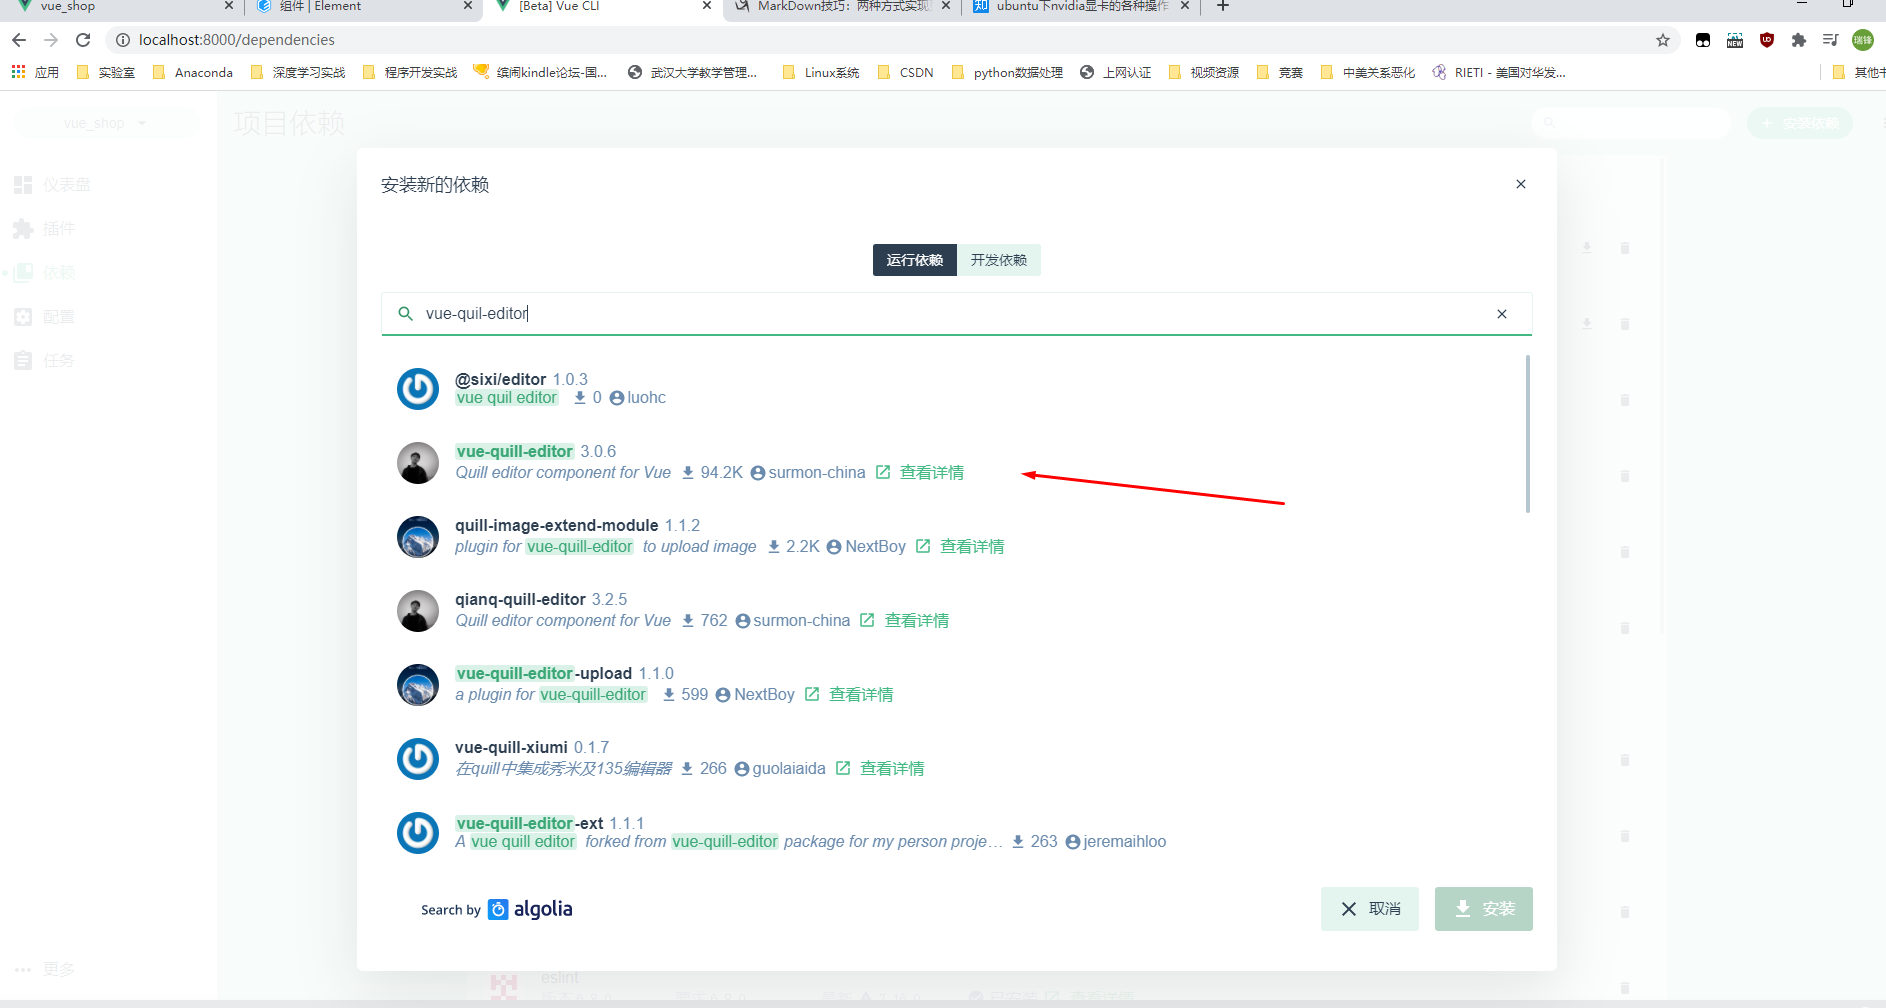 vue_shop
组件 | Element
[Beta] Vue CLI
MarkDown技巧：两种方式实现
ubuntu下nvidia显卡的各种操作
localhost:8000/dependencies
瑞锋
应用 实验室 Anaconda 深度学习实战 程序开发实战 缤闹kindle论坛-国... 武汉大学教学管理... Linux系统 CSDN python数据处理 上网认证 视频资源 竞赛 中美关系恶化 RIETI - 美国对华发... 其他书
vue_shop
项目依赖
安装依赖
仪表盘
插件
依赖
配置
任务
更多
安装新的依赖
运行依赖 开发依赖
vue-quil-editor
@sixi/editor 1.0.3
vue quil editor 0 luohc
vue-quill-editor 3.0.6
Quill editor component for Vue 94.2K surmon-china 查看详情
quill-image-extend-module 1.1.2
plugin for vue-quill-editor to upload image 2.2K NextBoy 查看详情
qianq-quill-editor 3.2.5
Quill editor component for Vue 762 surmon-china 查看详情
vue-quill-editor-upload 1.1.0
a plugin for vue-quill-editor 599 NextBoy 查看详情
vue-quill-xiumi 0.1.7
在quill中集成秀米及135编辑器 266 guolaiaida 查看详情
vue-quill-editor-ext 1.1.1
A vue quill editor forked from vue-quill-editor package for my person proje… 263 jeremaihloo
Search by algolia
取消 安装
eslint
查看详情